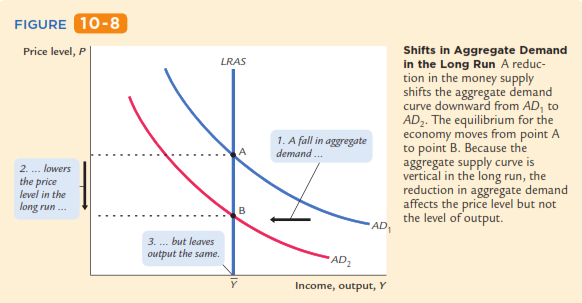 FIGURE 10-8
Price level, P
LRAS
A
1. A fall in aggregate
demand ...
2. ... lowers
the price
level in the
long run ...
B
3. ... but leaves
output the same.
AD1
AD2
Y̅
Income, output, Y
Shifts in Aggregate Demand
in the Long Run A reduc-
tion in the money supply
shifts the aggregate demand
curve downward from AD1 to
AD2. The equilibrium for the
economy moves from point A
to point B. Because the
aggregate supply curve is
vertical in the long run, the
reduction in aggregate demand
affects the price level but not
the level of output.